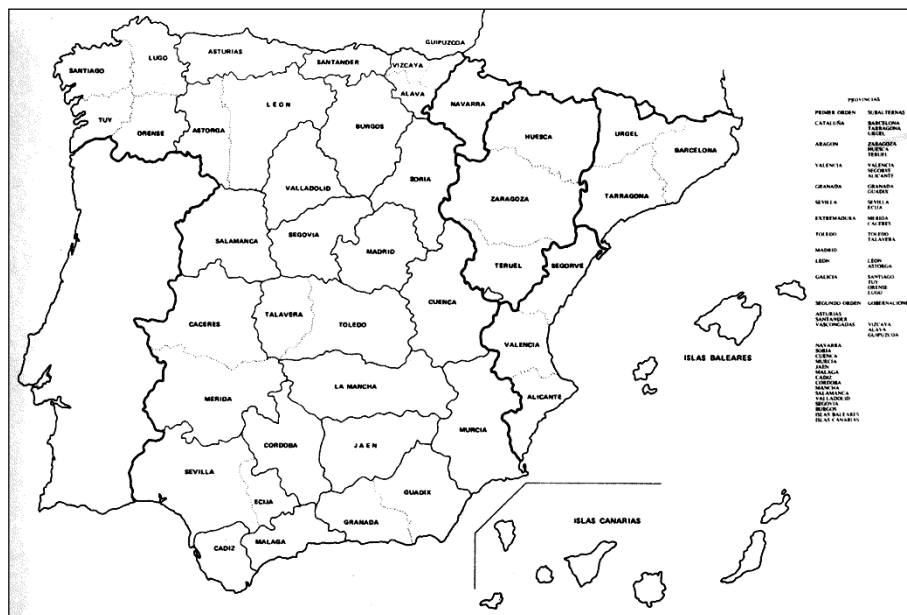 GUIPUZCOA
ASTURIAS
LUGO
SANTANDER
VIZCAYA
SANTIAGO
ALAVA
LEON
NAVARRA
TUY
ORENSE
ASTORGA
BURGOS
HUESCA
URGEL
BARCELONA
SORIA
VALLADOLID
ZARAGOZA
TARRAGONA
SALAMANCA
SEGOVIA
MADRID
TERUEL
SEGORVE
CUENÇA
CACERES
TALAVERA
TOLEDO
VALENCIA
ISLAS BALEARES
LA MANCHA
MERIDA
ALICANTE
MURCIA
CORDOBA
JAEN
SEVILLA
ECIJA
GUADIX
GRANADA
CADIZ
MALAGA
ISLAS CANARIAS
PROVINCIAS
PRIMER ORDEN SUBALTERNAS
CATALUÑA BARCELONA
TARRAGONA
URGEL
ARAGON ZARAGOZA
HUESCA
TERUEL
VALENCIA VALENCIA
SEGORVE
ALICANTE
GRANADA GRANADA
GUADIX
SEVILLA SEVILLA
ECIJA
EXTREMADURA MERIDA
CACERES
TOLEDO TOLEDO
TALAVERA
MADRID
LEON LEON
ASTORGA
GALICIA SANTIAGO
TUY
ORENSE
LUGO
SEGUNDO ORDEN GOBERNACIONE
ASTURIAS
SANTANDER
VASCONGADAS VIZCAYA
ALAVA
GUIPUZCOA
NAVARRA
SORIA
CUENCA
MURCIA
JAEN
MALAGA
CADIZ
CORDOBA
MANCHA
SALAMANCA
VALLADOLID
SEGOVIA
BURGOS
ISLAS BALEARES
ISLAS CANARIAS